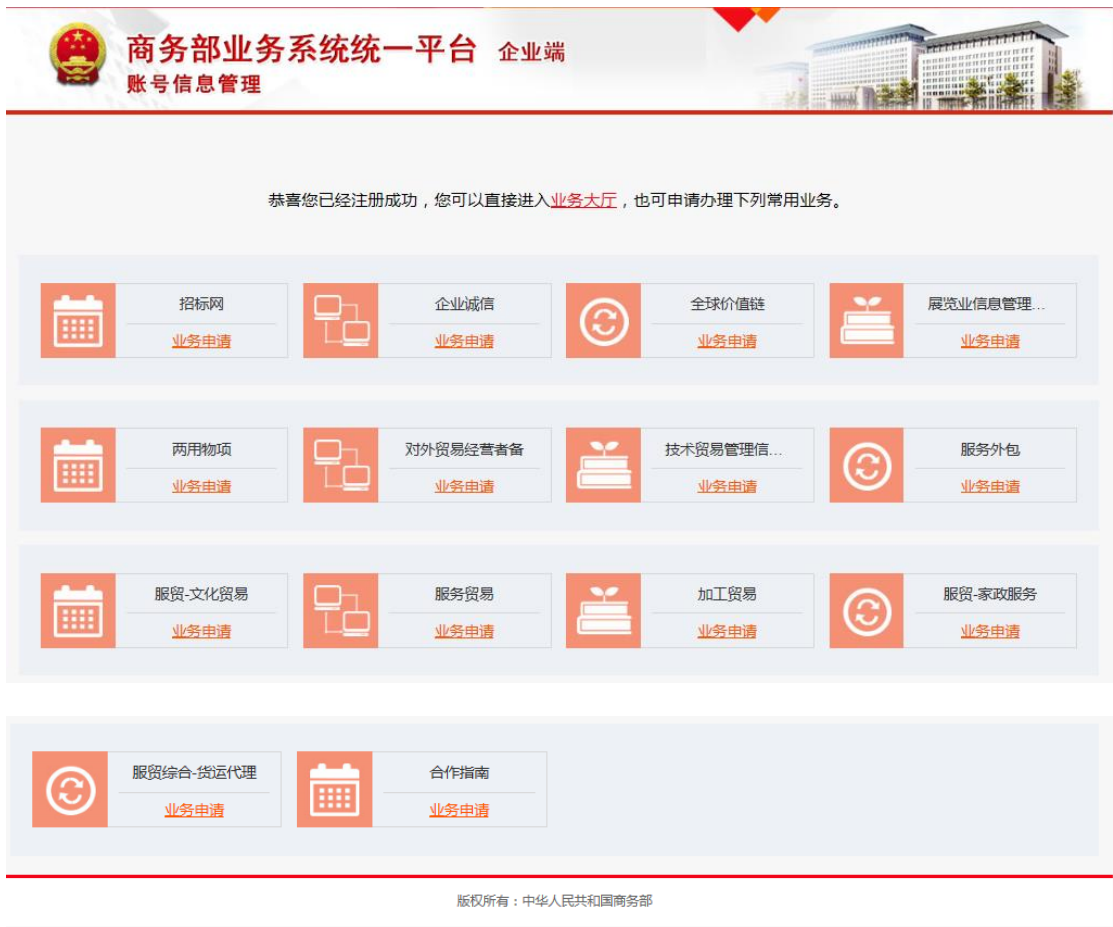 商务部业务系统统一平台 企业端
账号信息管理
恭喜您已经注册成功，您可以直接进入业务大厅，也可申请办理下列常用业务。
招标网
业务申请
企业诚信
业务申请
全球价值链
业务申请
展览业信息管理...
业务申请
两用物项
业务申请
对外贸易经营者备
业务申请
技术贸易管理信...
业务申请
服务外包
业务申请
服贸-文化贸易
业务申请
服务贸易
业务申请
加工贸易
业务申请
服贸-家政服务
业务申请
服贸综合-货运代理
业务申请
合作指南
业务申请
版权所有：中华人民共和国商务部